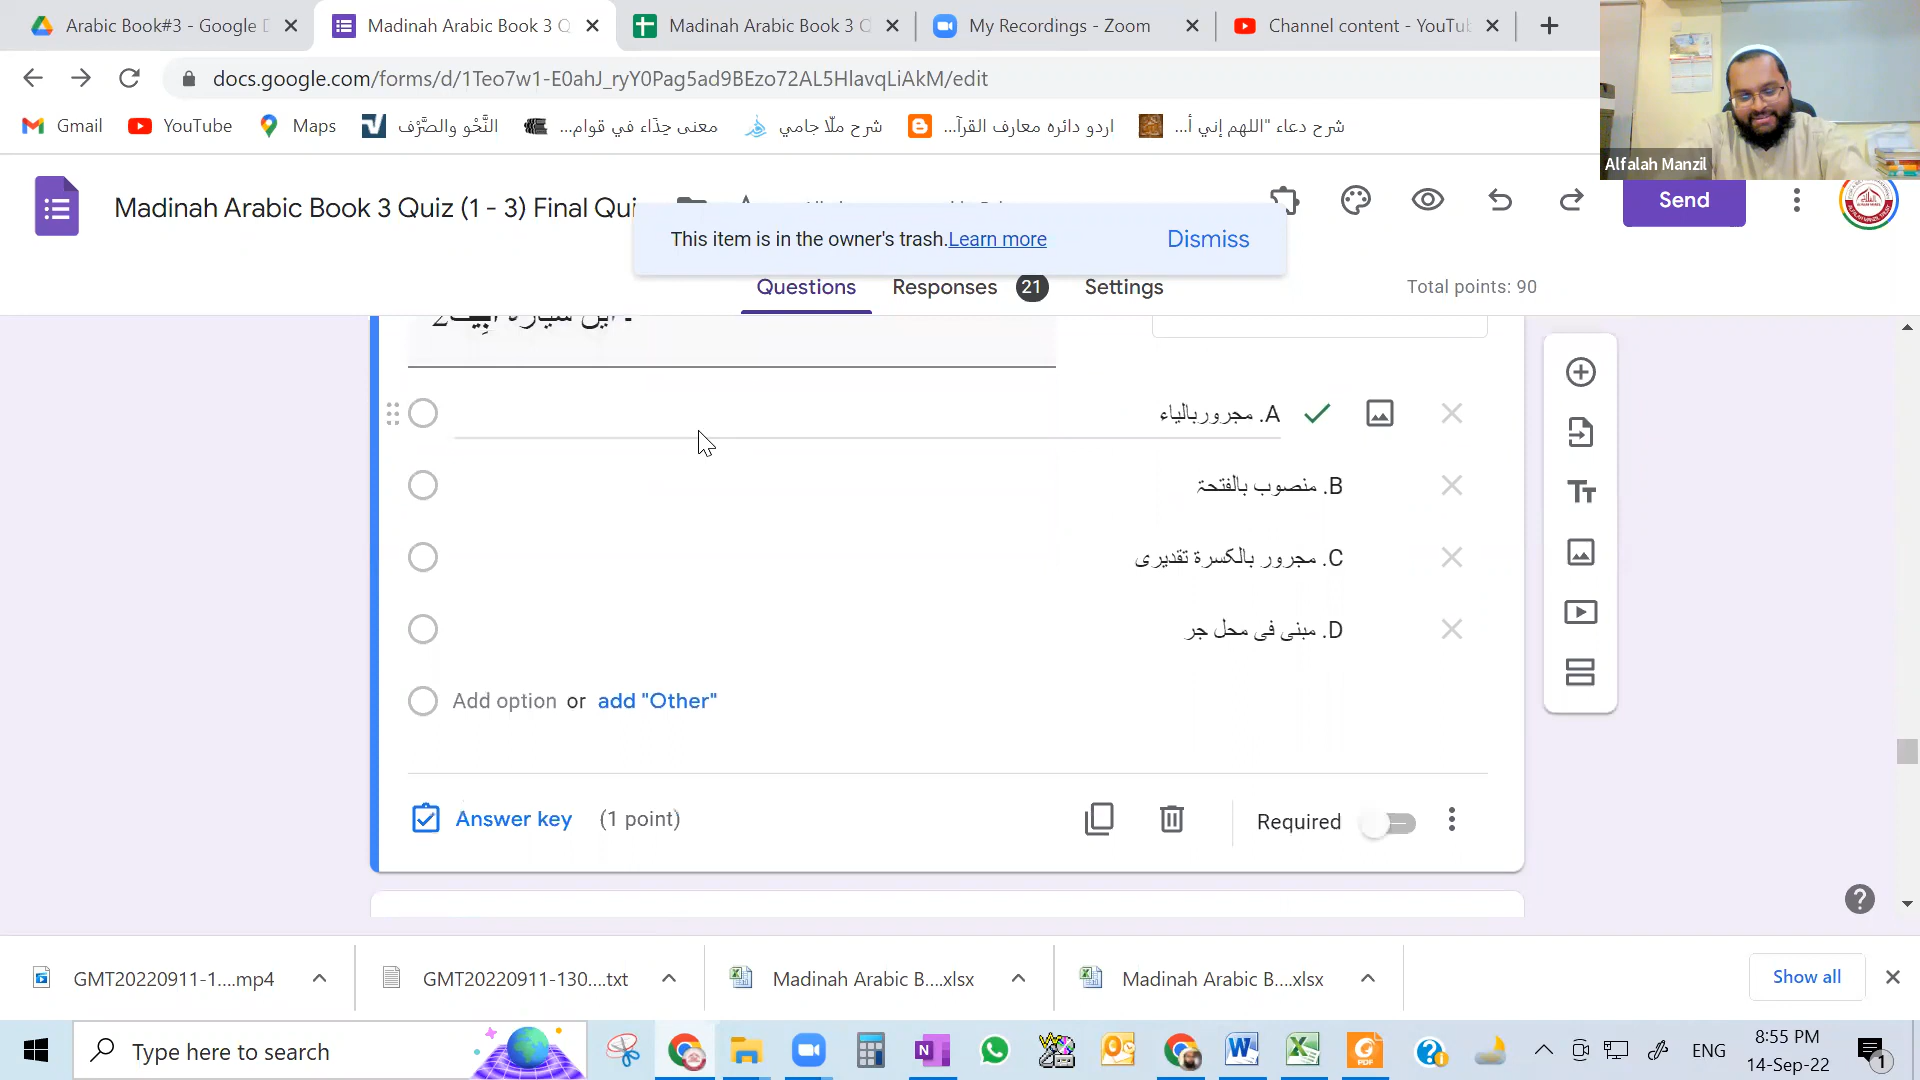 Arabic Book#3 - Google D
Madinah Arabic Book 3 Q
Madinah Arabic Book 3 Q
My Recordings - Zoom
Channel content - YouTub
docs.google.com/forms/d/1Teo7w1-E0ahJ_ryY0Pag5ad9BEzo72AL5HlavqLiAkM/edit
Gmail
YouTube
Maps
النَّحْو والصَّرْف
معنى حِذَاء في قوام...
شرح ملّا جامي
اردو دائره معارف القرآ...
شرح دعاء "اللهم إني أ...
Alfalah Manzil
Madinah Arabic Book 3 Quiz (1 - 3) Final Qui
Send
This item is in the owner's trash. Learn more
Dismiss
Questions
Responses 21
Settings
Total points: 90
A. مجروربالياء
B. منصوب بالفتحۃ
C. مجرور بالكسرۃ تقديرى
D. مبنى فى محل جر
Add option or add "Other"
Answer key (1 point)
Required
GMT20220911-1....mp4
GMT20220911-130....txt
Madinah Arabic B....xlsx
Madinah Arabic B....xlsx
Show all
Type here to search
ENG
8:55 PM
14-Sep-22
1